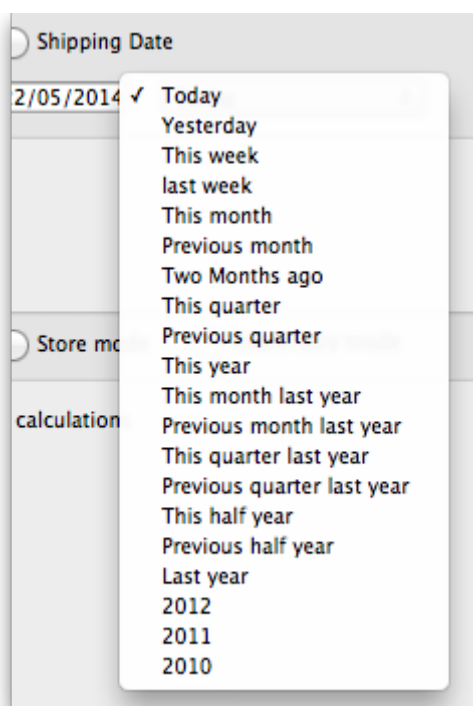 Shipping Date
2/05/2014 ✓ Today
Yesterday
This week
last week
This month
Previous month
Two Months ago
This quarter
Store mo
Previous quarter
This year
This month last year
calculation
Previous month last year
This quarter last year
Previous quarter last year
This half year
Previous half year
Last year
2012
2011
2010